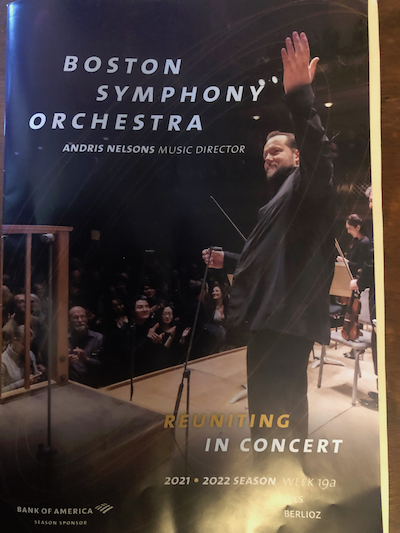 BOSTON
SYMPHONY
ORCHESTRA
ANDRIS NELSONS MUSIC DIRECTOR
REUNITING
IN CONCERT
2021 • 2022 SEASON WEEK 19a
BERLIOZ
BANK OF AMERICA
SEASON SPONSOR